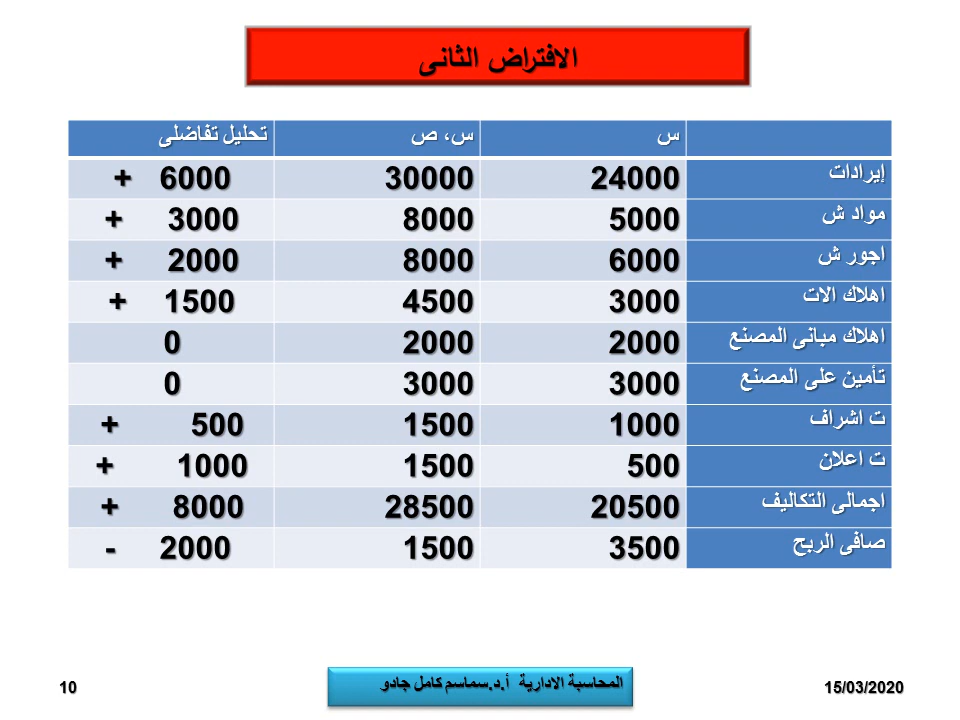 الافتراض الثانى
س س، ص تحليل تفاضلى
إيرادات 24000 30000 6000 +
مواد ش 5000 8000 3000 +
اجور ش 6000 8000 2000 +
اهلاك الات 3000 4500 1500 +
اهلاك مبانى المصنع 2000 2000 0
تأمين على المصنع 3000 3000 0
ت اشراف 1000 1500 500 +
ت اعلان 500 1500 1000 +
اجمالى التكاليف 20500 28500 8000 +
صافى الربح 3500 1500 2000 -
15/03/2020 المحاسبة الادارية أ.د.سماسم كامل جادو 10